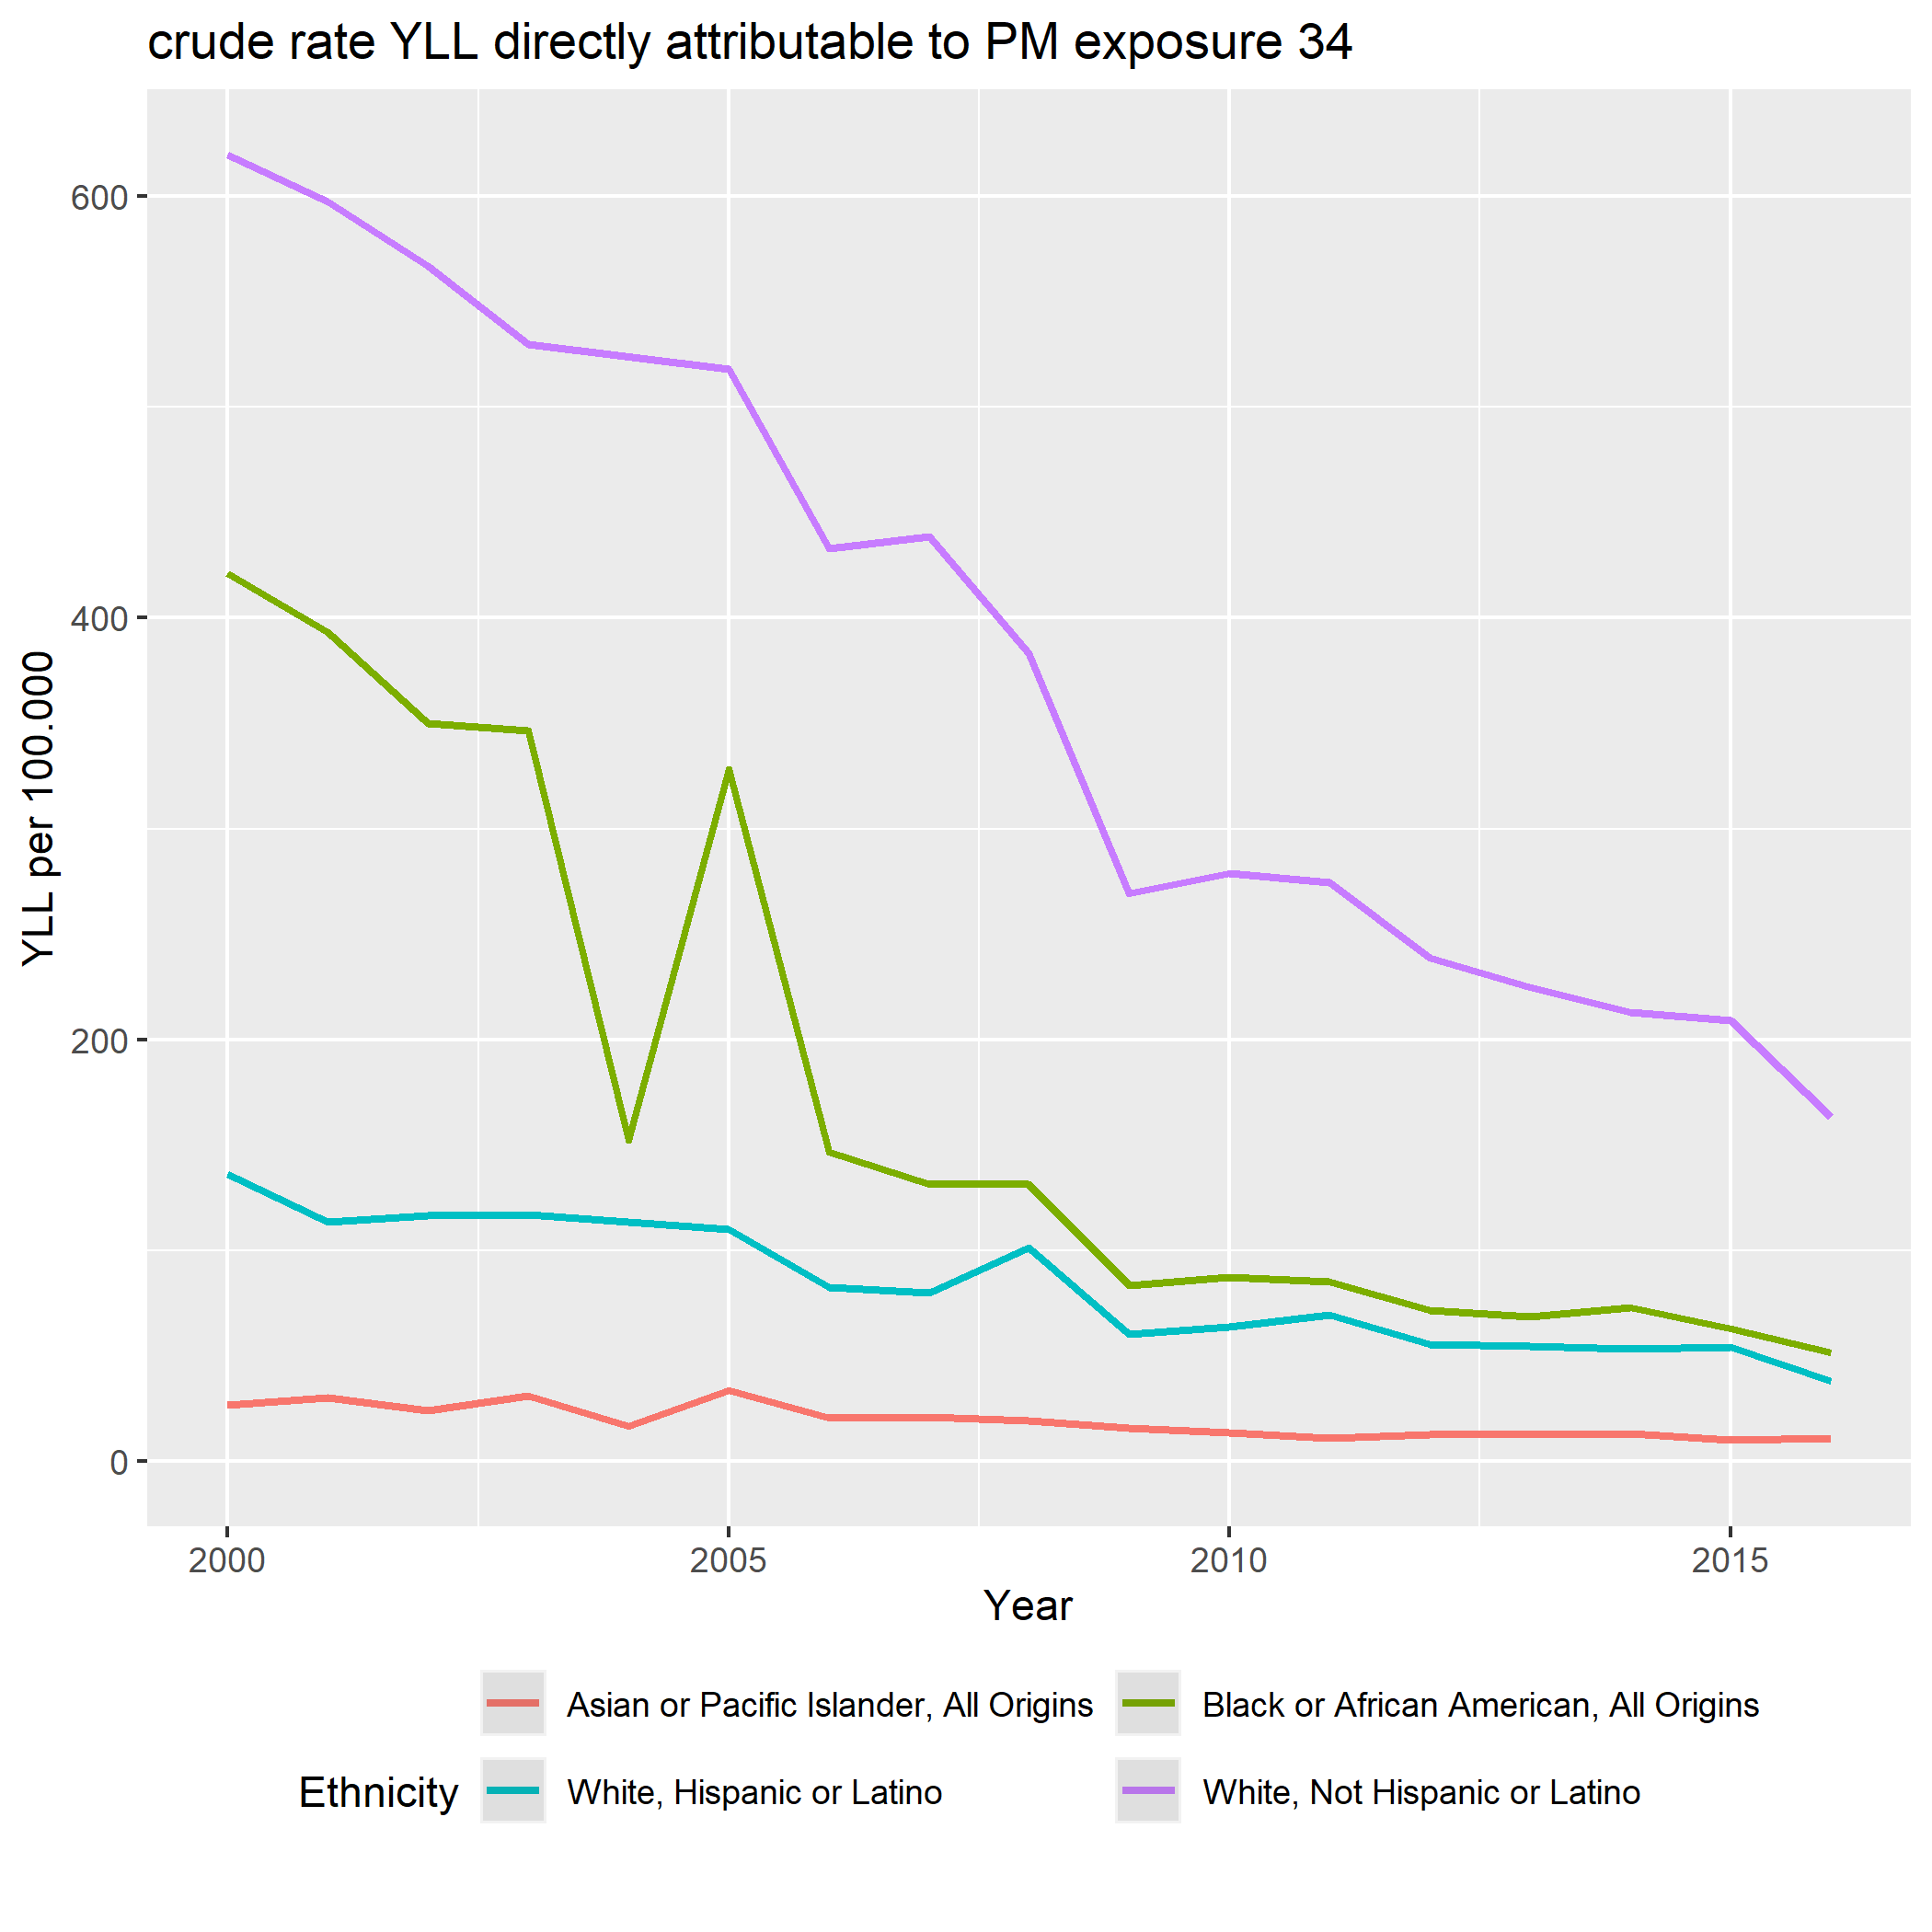 crude rate YLL directly attributable to PM exposure 34
YLL per 100.000
600
400
200
0
2000 2005 2010 2015
Year
Ethnicity
Asian or Pacific Islander, All Origins
Black or African American, All Origins
White, Hispanic or Latino
White, Not Hispanic or Latino